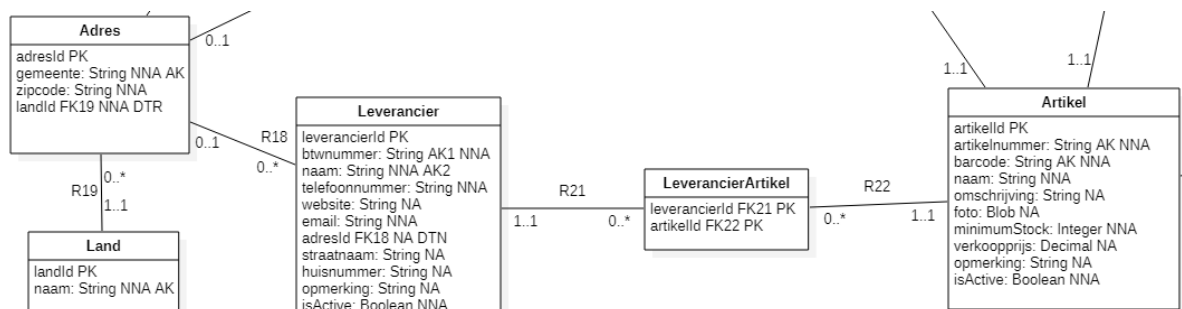 Adres
adresId PK
gemeente: String NNA AK
zipcode: String NNA
landId FK19 NNA DTR
0..1
0..1
R18
0..*
R19
0..*
1..1
Land
landId PK
naam: String NNA AK
Leverancier
leverancierId PK
btwnummer: String AK1 NNA
naam: String NNA AK2
telefoonnummer: String NNA
website: String NA
email: String NNA
adresId FK18 NA DTN
straatnaam: String NA
huisnummer: String NA
opmerking: String NA
isActive: Boolean NNA
R21
1..1
0..*
LeverancierArtikel
leverancierId FK21 PK
artikelId FK22 PK
R22
0..*
1..1
1..1
1..1
Artikel
artikelId PK
artikelnummer: String AK NNA
barcode: String AK NNA
naam: String NNA
omschrijving: String NA
foto: Blob NA
minimumStock: Integer NNA
verkoopprijs: Decimal NA
opmerking: String NA
isActive: Boolean NNA